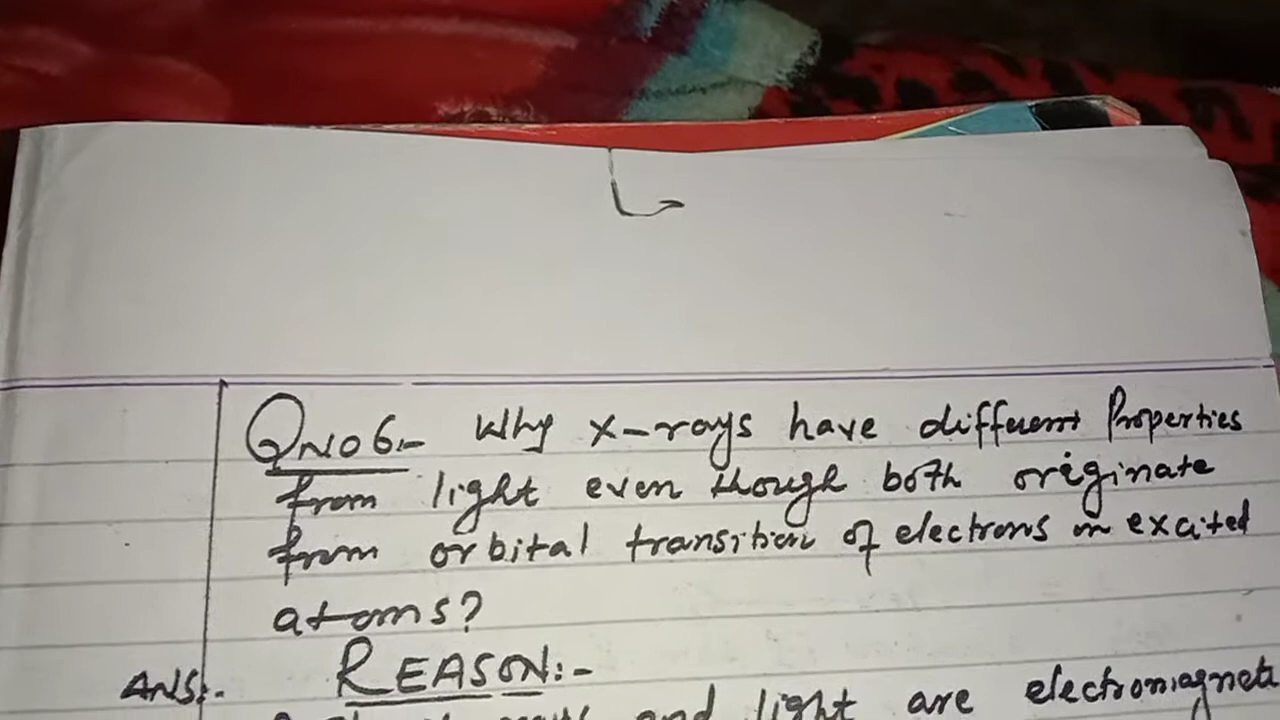 QNO6:- Why x-rays have different Properties
from light even though both originate
from orbital transition of electrons in excited
atoms?
ANS:- REASON:-
and light are electromagneti